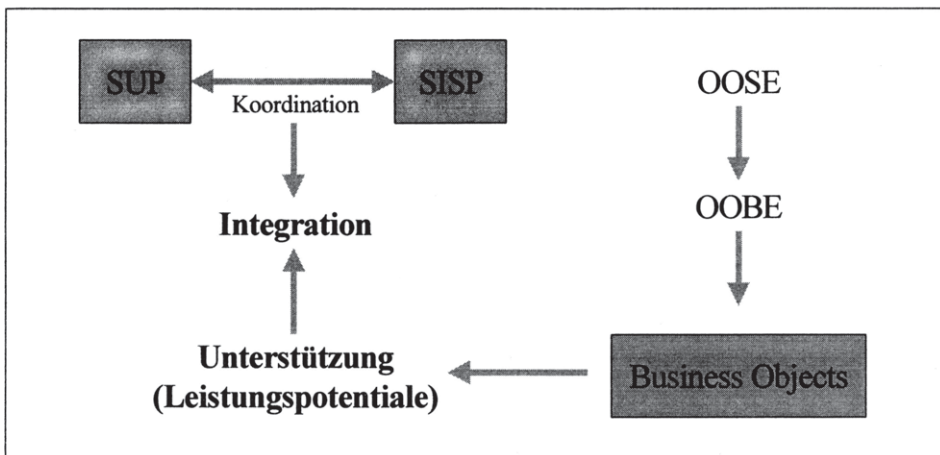 SUP
SISP
Koordination
OOSE
OOBE
Integration
Unterstützung
(Leistungspotentiale)
Business Objects